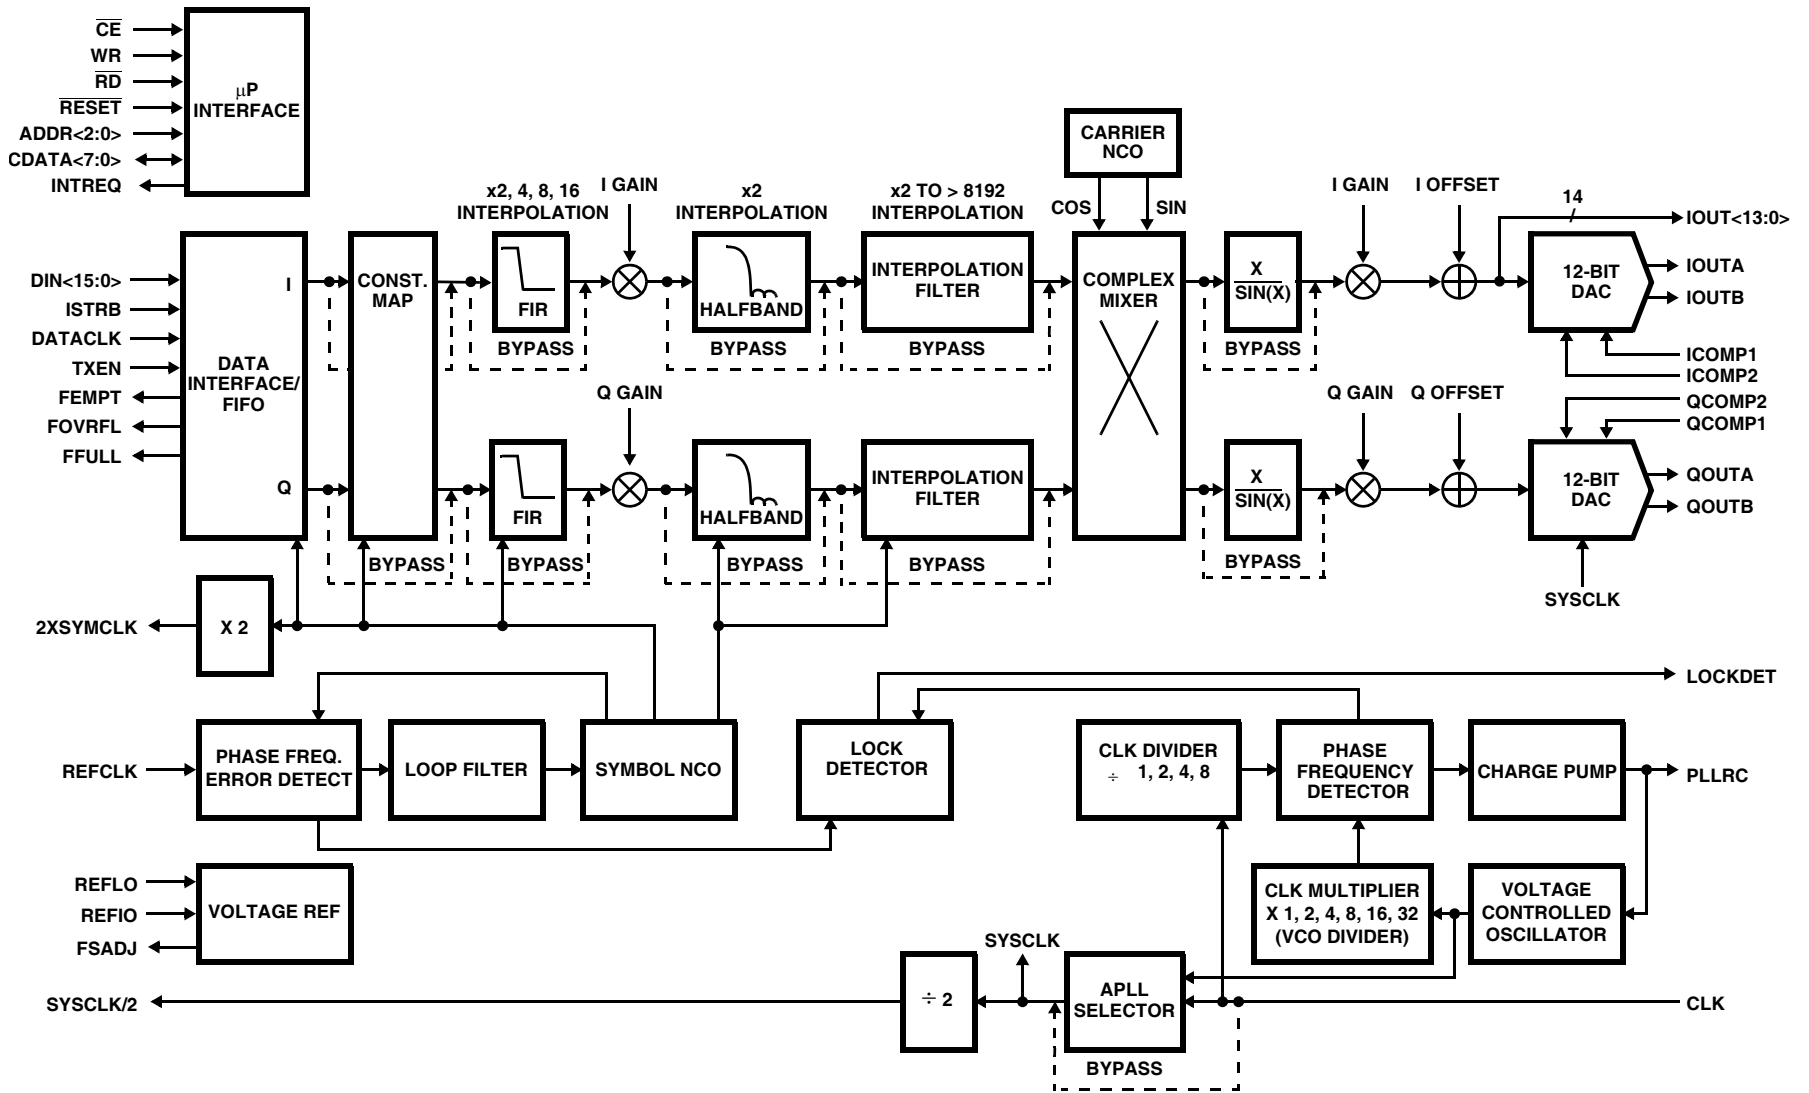 CE
WR
RD
RESET
ADDR<2:0>
CDATA<7:0>
INTREQ
µP
INTERFACE
CARRIER
NCO
COS
SIN
x2, 4, 8, 16
INTERPOLATION
I GAIN
x2
INTERPOLATION
x2 TO > 8192
INTERPOLATION
I GAIN
I OFFSET
14
IOUT<13:0>
DIN<15:0>
ISTRB
DATACLK
TXEN
FEMPT
FOVRFL
FFULL
I
DATA
INTERFACE/
FIFO
Q
CONST.
MAP
FIR
BYPASS
HALFBAND
BYPASS
INTERPOLATION
FILTER
BYPASS
COMPLEX
MIXER
X
SIN(X)
BYPASS
12-BIT
DAC
IOUTA
IOUTB
ICOMP1
ICOMP2
QCOMP2
QCOMP1
Q GAIN
Q GAIN
Q OFFSET
BYPASS
FIR
BYPASS
HALFBAND
BYPASS
INTERPOLATION
FILTER
BYPASS
X
SIN(X)
BYPASS
12-BIT
DAC
QOUTA
QOUTB
SYSCLK
2XSYMCLK
X 2
LOCKDET
REFCLK
PHASE FREQ.
ERROR DETECT
LOOP FILTER
SYMBOL NCO
LOCK
DETECTOR
CLK DIVIDER
÷ 1, 2, 4, 8
PHASE
FREQUENCY
DETECTOR
CHARGE PUMP
PLLRC
REFLO
REFIO
FSADJ
VOLTAGE REF
CLK MULTIPLIER
X 1, 2, 4, 8, 16, 32
(VCO DIVIDER)
VOLTAGE
CONTROLLED
OSCILLATOR
SYSCLK
SYSCLK/2
÷ 2
APLL
SELECTOR
CLK
BYPASS